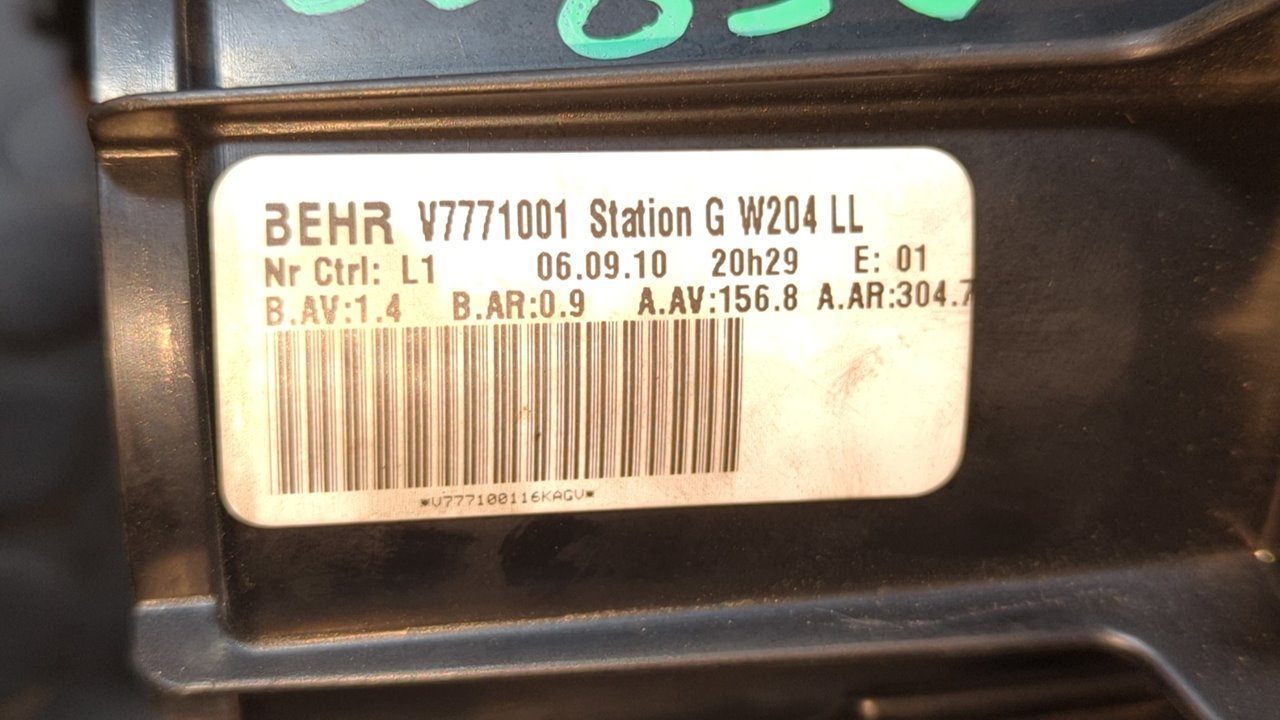 BEHR V7771001 Station G W204 LL
Nr Ctrl: L1 06.09.10 20h29 E: 01
B.AV:1.4 B.AR:0.9 A.AV:156.8 A.AR:304.7
*V777100116KAGV*